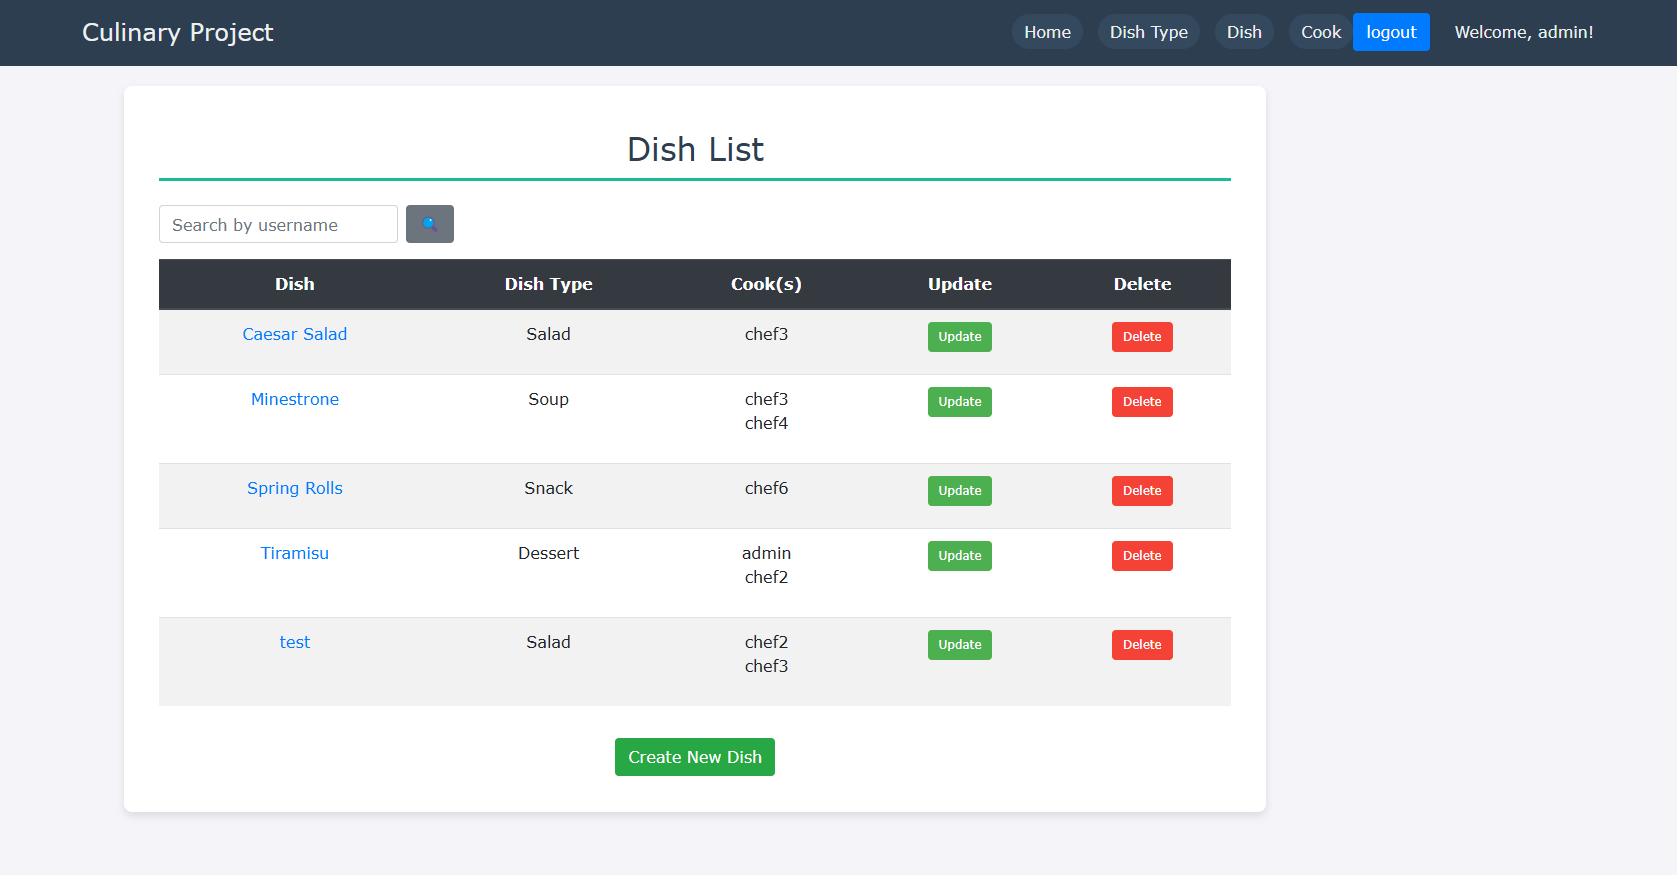 Culinary Project
Home Dish Type Dish Cook logout Welcome, admin!
Dish List
Search by username
Dish Dish Type Cook(s) Update Delete
Caesar Salad Salad chef3 Update Delete
Minestrone Soup chef3 Update Delete
chef4
Spring Rolls Snack chef6 Update Delete
Tiramisu Dessert admin Update Delete
chef2
test Salad chef2 Update Delete
chef3
Create New Dish